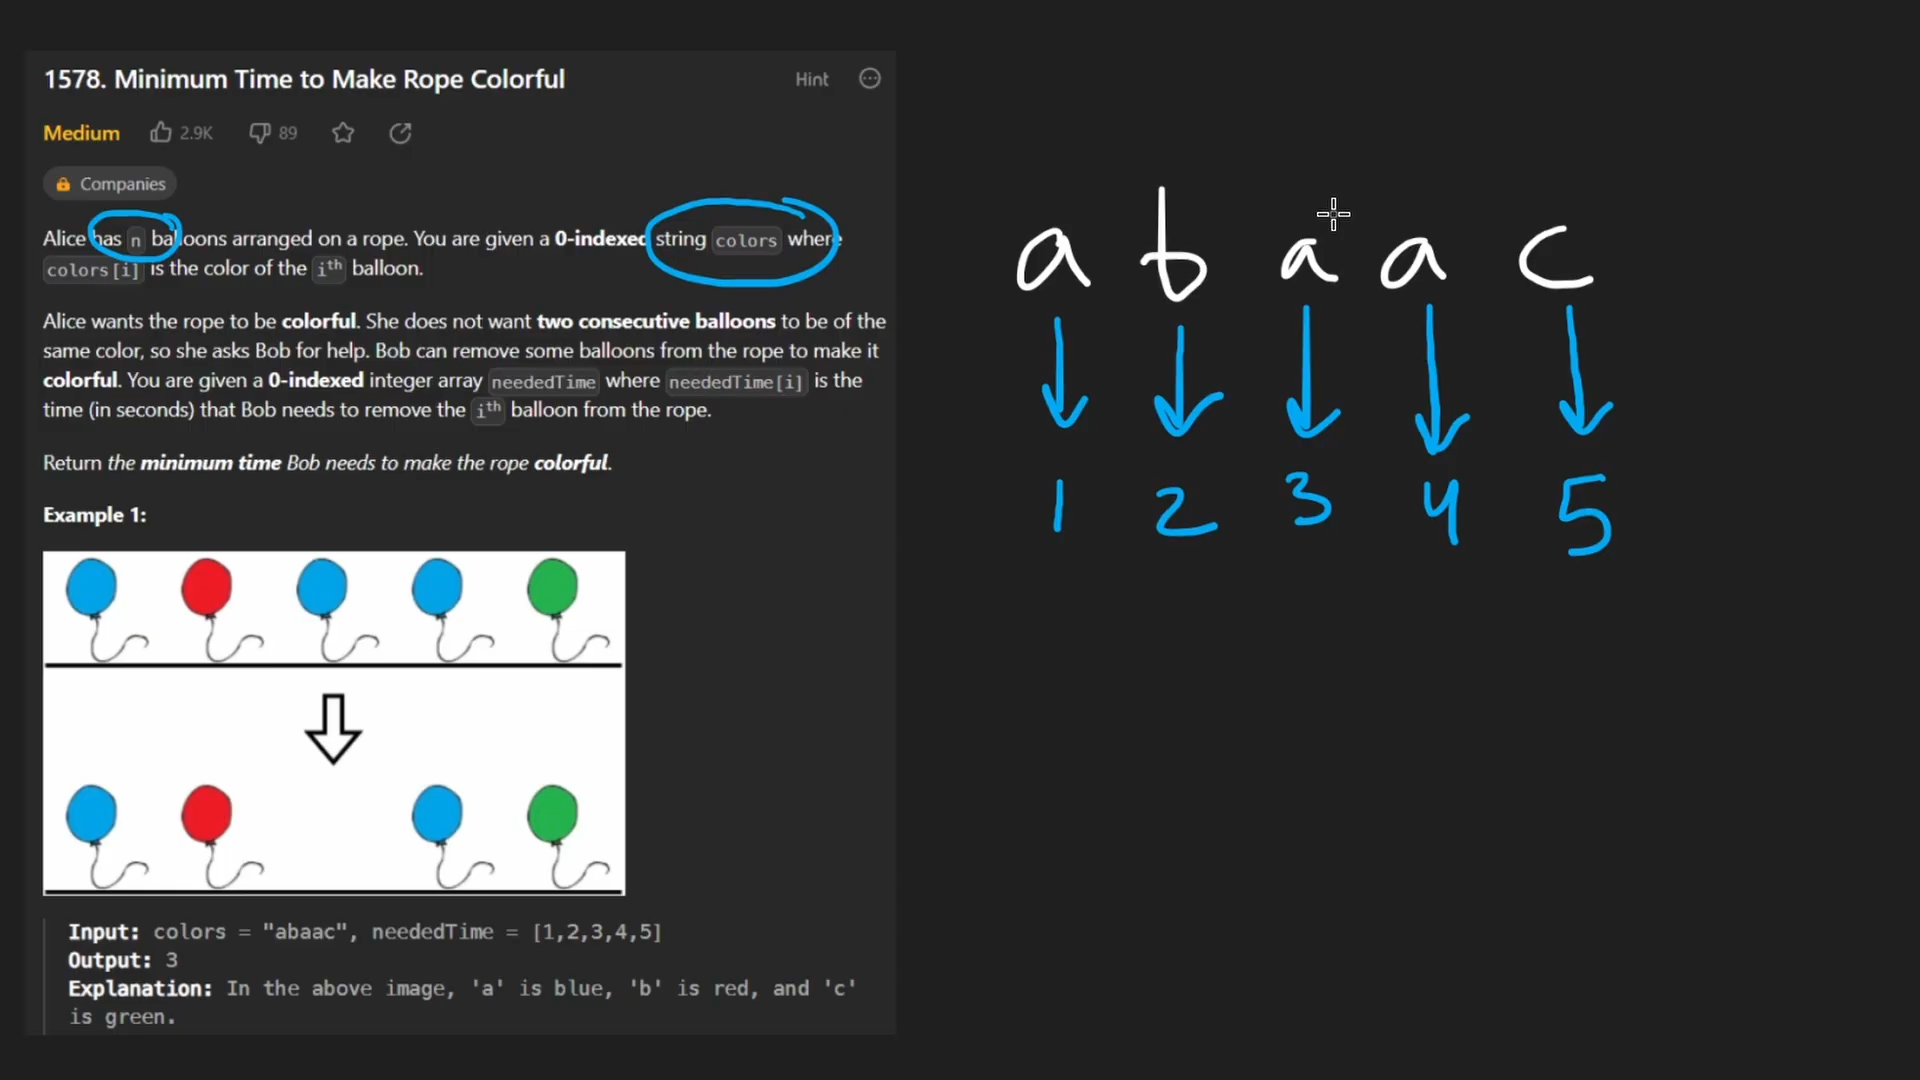 1578. Minimum Time to Make Rope Colorful
Hint
Medium 2.9K 89
Companies
Alice has n balloons arranged on a rope. You are given a 0-indexed string colors where
colors[i] is the color of the ith balloon.
Alice wants the rope to be colorful. She does not want two consecutive balloons to be of the
same color, so she asks Bob for help. Bob can remove some balloons from the rope to make it
colorful. You are given a 0-indexed integer array neededTime where neededTime[i] is the
time (in seconds) that Bob needs to remove the ith balloon from the rope.
Return the minimum time Bob needs to make the rope colorful.
Example 1:
Input: colors = "abaac", neededTime = [1,2,3,4,5]
Output: 3
Explanation: In the above image, 'a' is blue, 'b' is red, and 'c'
is green.
a b a a c
1 2 3 4 5